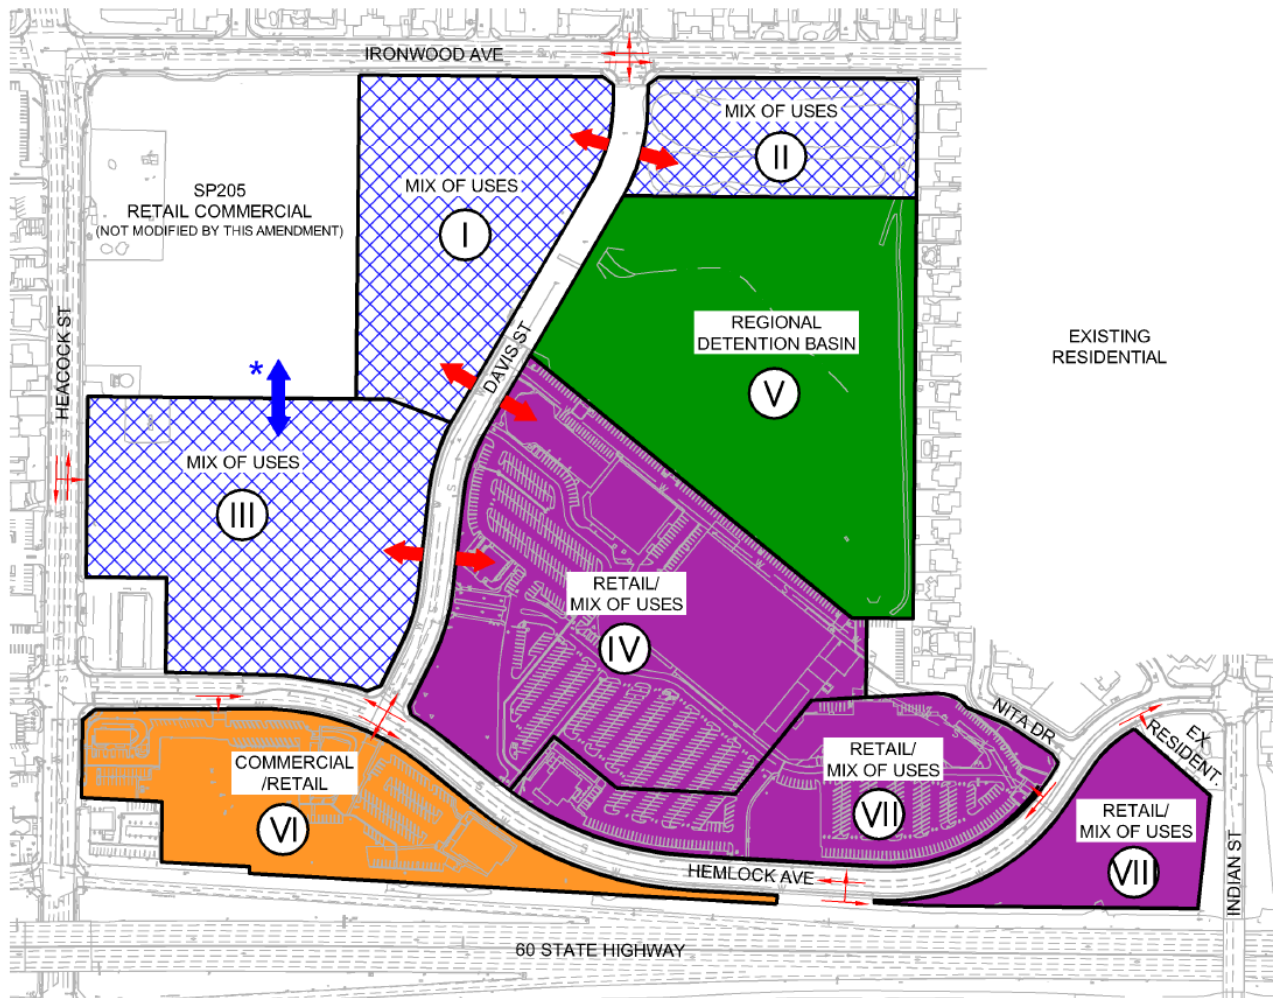 IRONWOOD AVE
MIX OF USES
II
MIX OF USES
I
SP205
RETAIL COMMERCIAL
(NOT MODIFIED BY THIS AMENDMENT)
HEACOCK ST
DAVIS ST
REGIONAL
DETENTION BASIN
V
EXISTING
RESIDENTIAL
*
MIX OF USES
III
RETAIL/
MIX OF USES
IV
NITA DR
EX.
RESIDENT.
COMMERCIAL
/RETAIL
VI
RETAIL/
MIX OF USES
VII
RETAIL/
MIX OF USES
VII
HEMLOCK AVE
INDIAN ST
60 STATE HIGHWAY